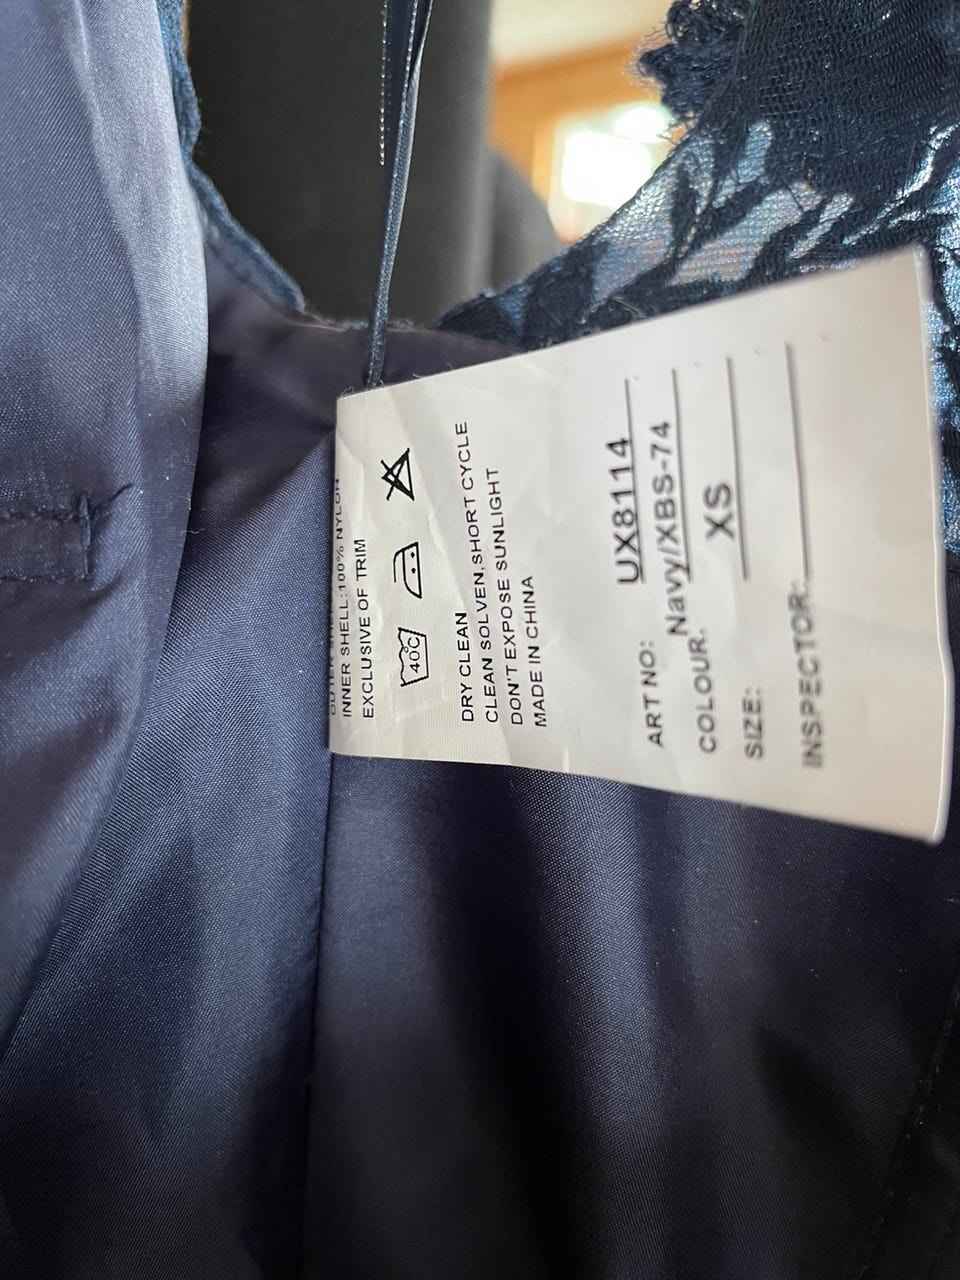 INNER SHELL:100% NYLON
EXCLUSIVE OF TRIM
40°C
DRY CLEAN
CLEAN SOLVEN,SHORT CYCLE
DON'T EXPOSE SUNLIGHT
MADE IN CHINA
ART NO: UX8114
COLOUR: Navy/XBS-74
SIZE: XS
INSPECTOR: